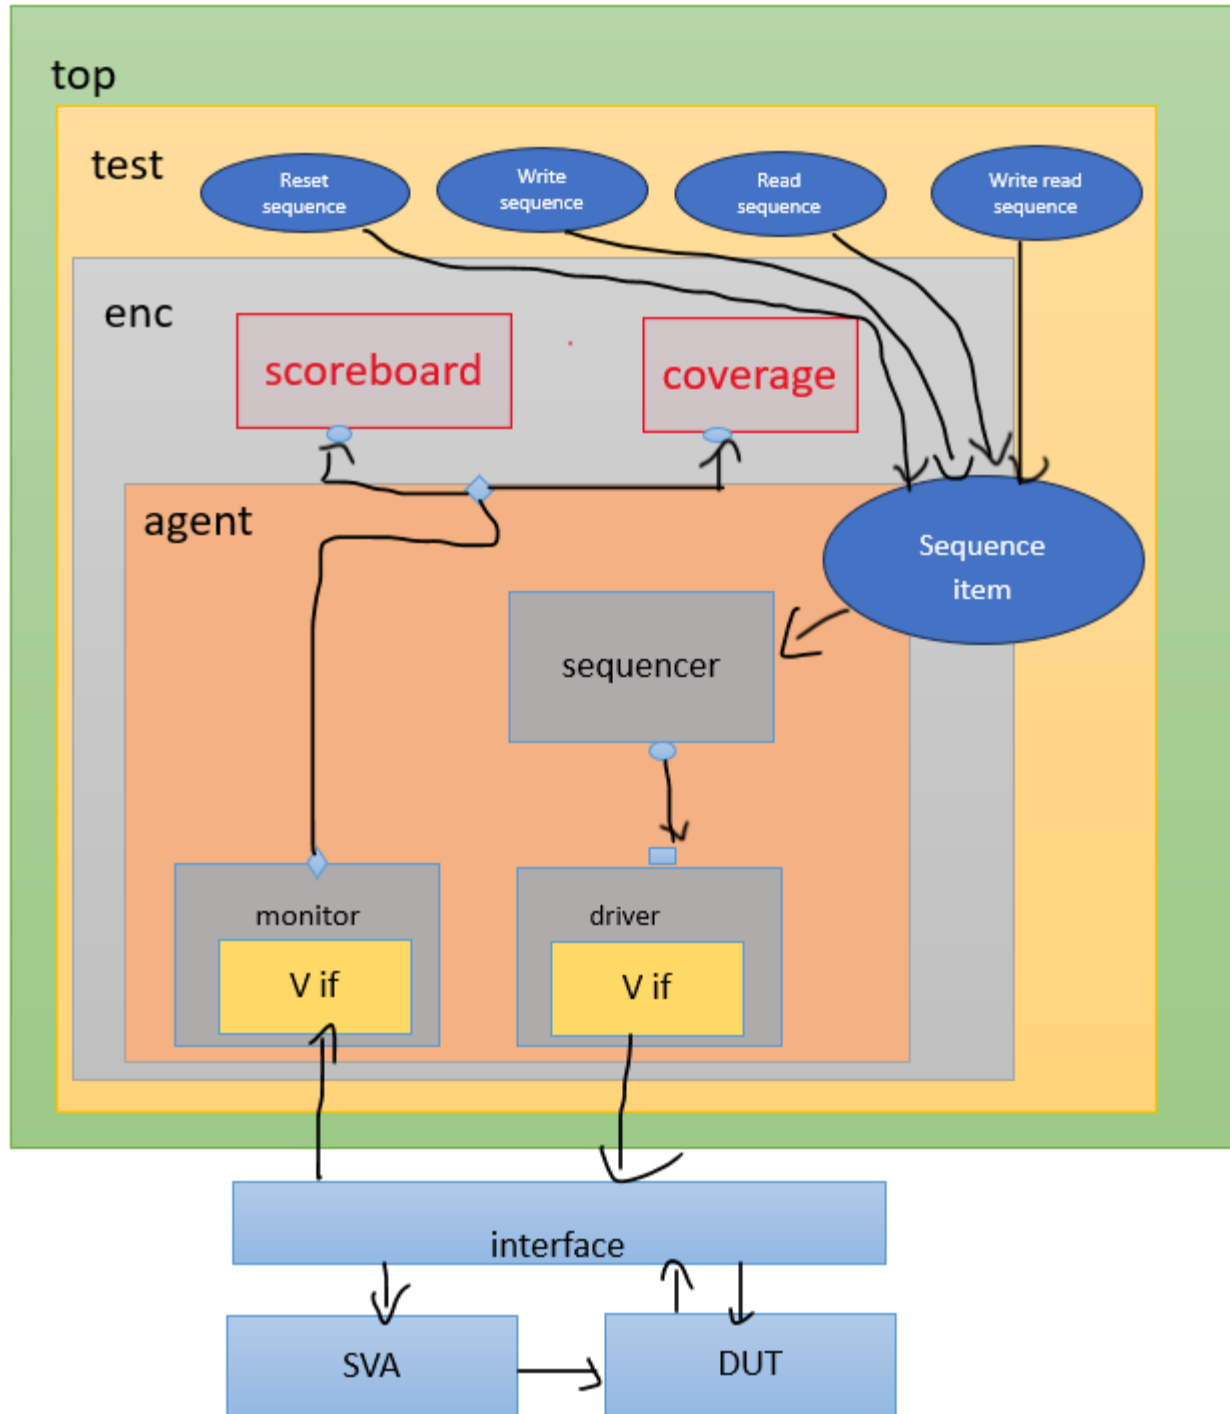 top
test
Reset
sequence
Write
sequence
Read
sequence
Write read
sequence
enc
scoreboard
coverage
agent
Sequence
item
sequencer
monitor
driver
V if
V if
interface
SVA
DUT